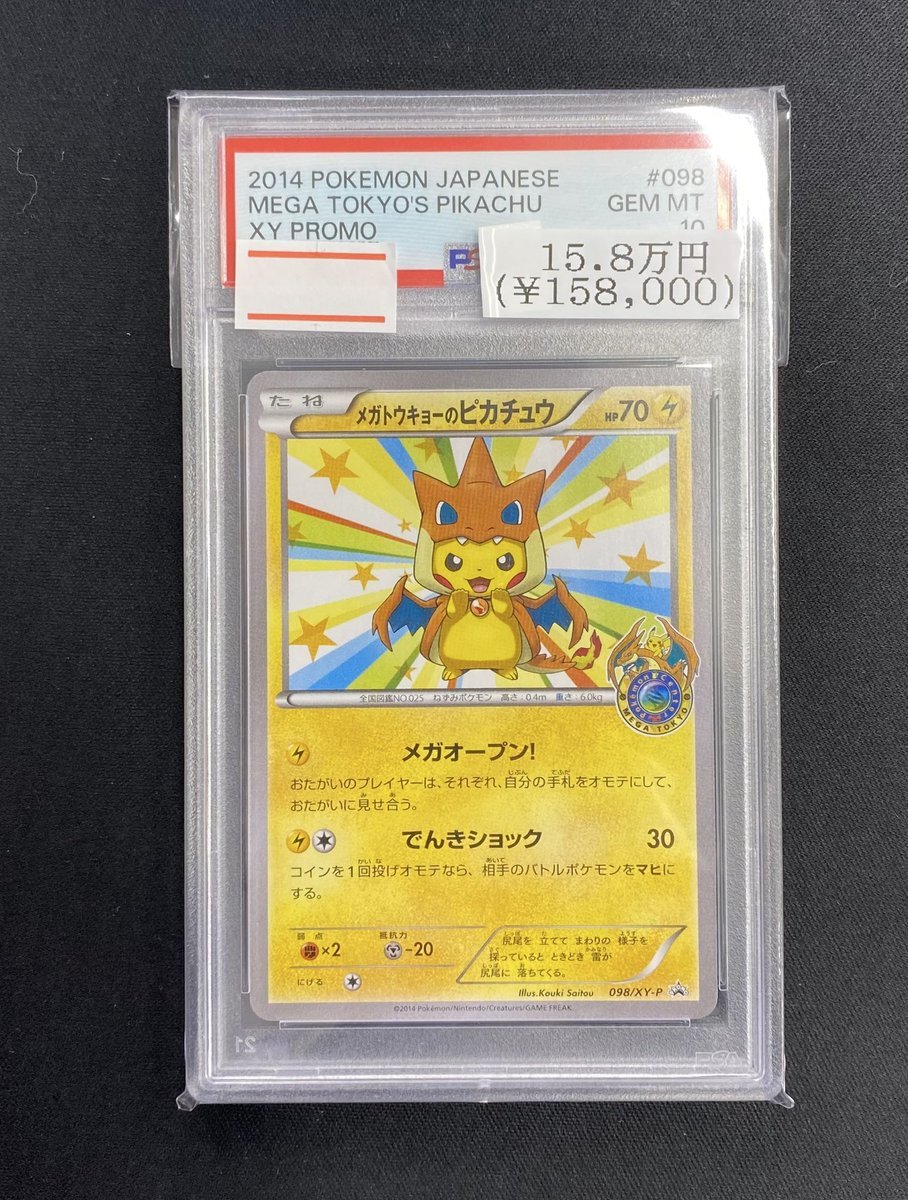 2014 POKEMON JAPANESE #098
MEGA TOKYO'S PIKACHU GEM MT
XY PROMO 10
15.8万円
(¥158,000)
たね メガトウキョーのピカチュウ HP70
全国図鑑NO.025 ねずみポケモン 高さ:0.4m 重さ:6.0kg
Pokémon Center
MEGA TOKYO
メガオープン!
おたがいのプレイヤーは、それぞれ、自分の手札をオモテにして、
おたがいに見せ合う。
でんきショック 30
コインを1回投げオモテなら、相手のバトルポケモンをマヒに
する。
弱点 抵抗力
×2 -20
にげる
尻尾を 立てて まわりの 様子を
探っていると ときどき 雷が
尻尾に 落ちてくる。
Illus.Kouki Saitou 098/XY-P
©2014 Pokémon/Nintendo/Creatures/GAME FREAK.